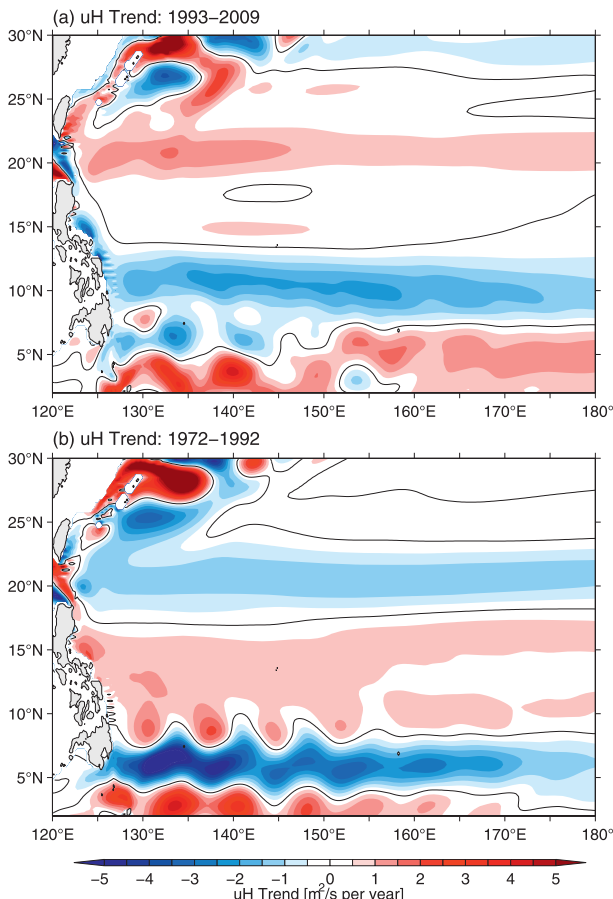 (a) uH Trend: 1993−2009
30°N
25°N
20°N
15°N
10°N
5°N
120°E 130°E 140°E 150°E 160°E 170°E 180°
(b) uH Trend: 1972−1992
30°N
25°N
20°N
15°N
10°N
5°N
120°E 130°E 140°E 150°E 160°E 170°E 180°
−5 −4 −3 −2 −1 0 1 2 3 4 5
uH Trend [m²/s per year]